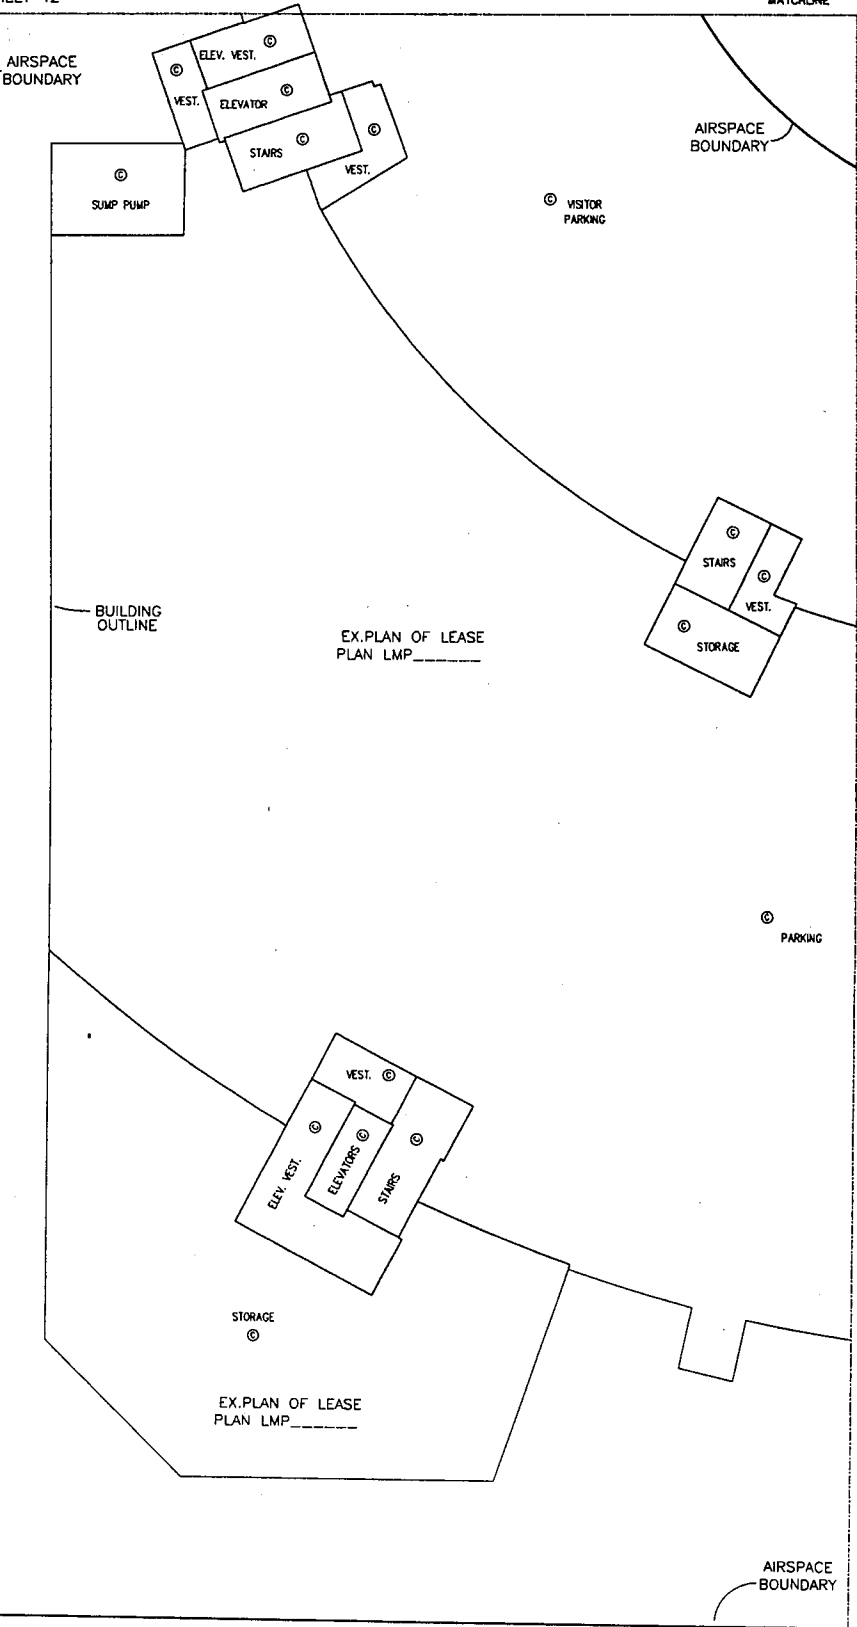 MATCHLINE
AIRSPACE
BOUNDARY
ELEV. VEST. ©
©
VEST.
ELEVATOR ©
STAIRS ©
©
VEST.
©
SUMP PUMP
AIRSPACE
BOUNDARY
© VISITOR
PARKING
©
STAIRS
©
VEST.
©
STORAGE
BUILDING
OUTLINE
EX.PLAN OF LEASE
PLAN LMP______
©
PARKING
VEST. ©
©
ELEV. VEST.
©
ELEVATORS
©
STAIRS
STORAGE
©
EX.PLAN OF LEASE
PLAN LMP______
AIRSPACE
BOUNDARY